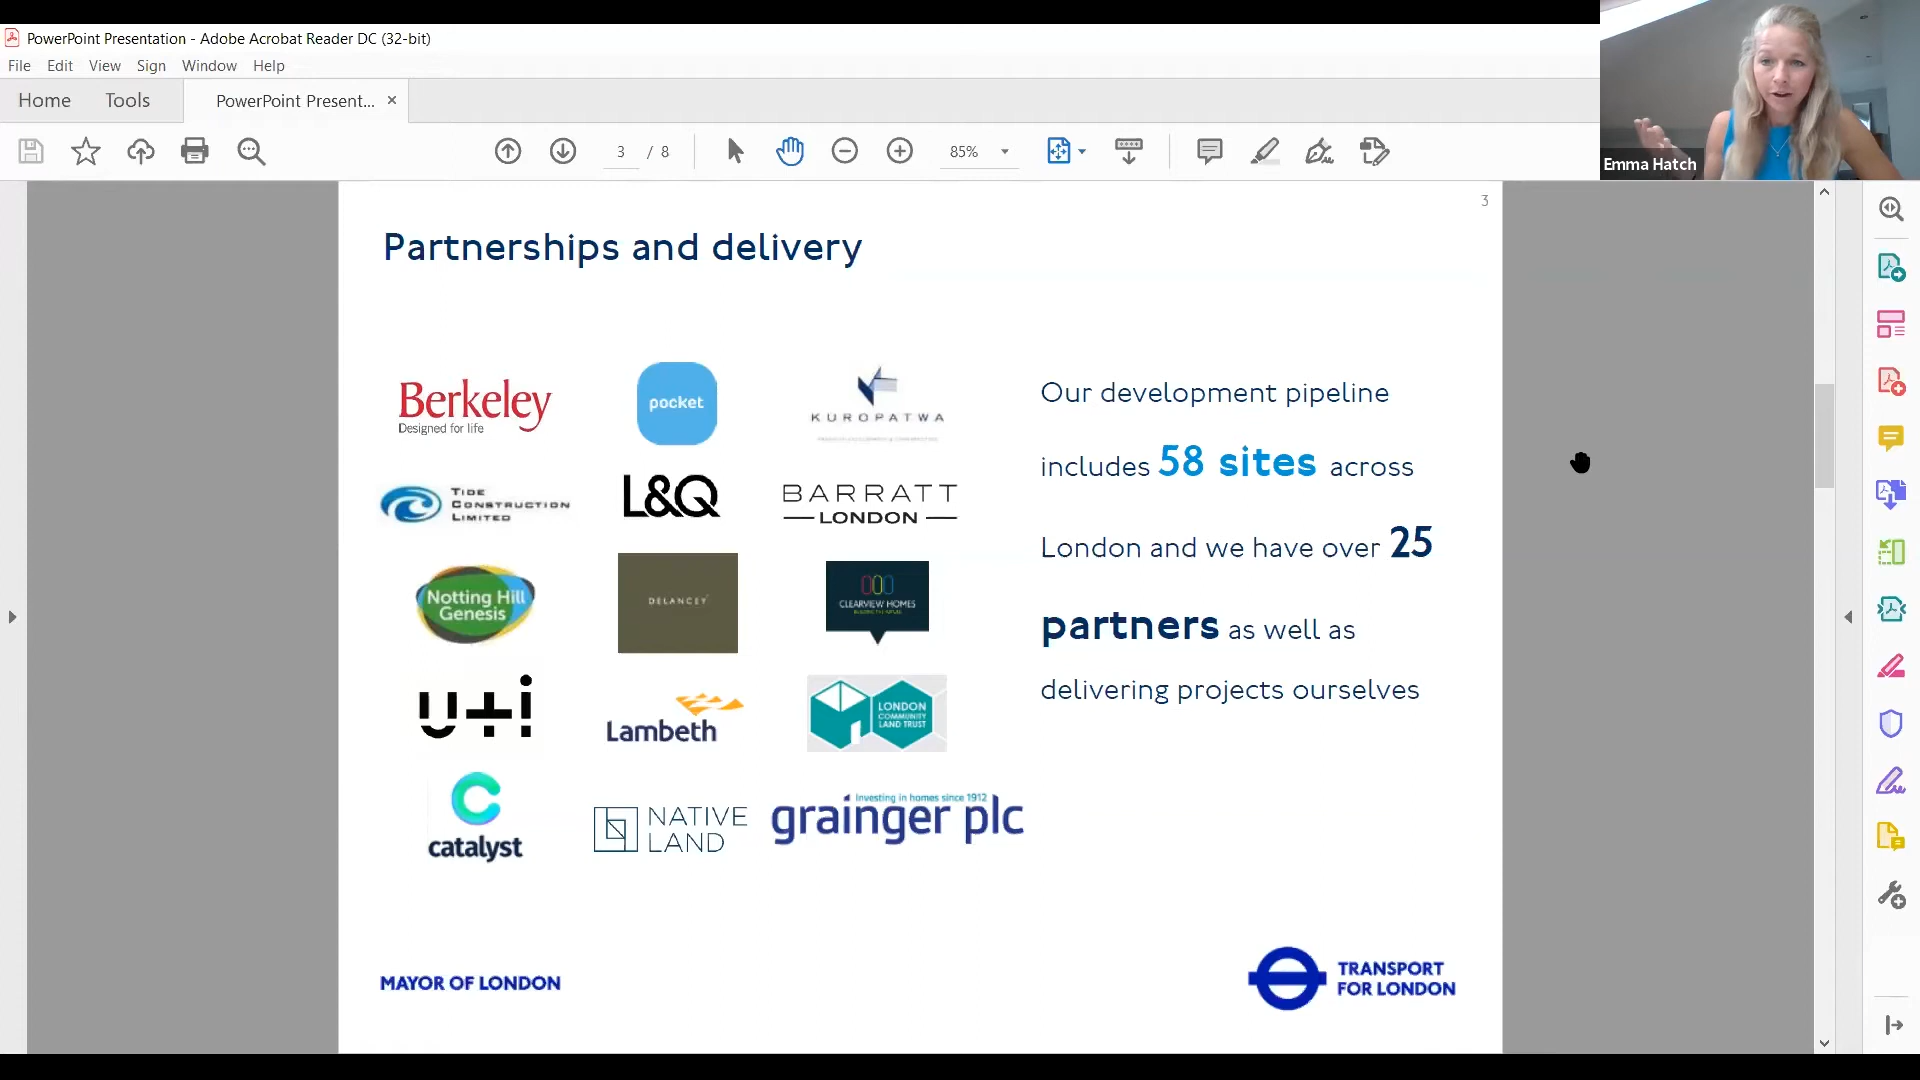 PowerPoint Presentation - Adobe Acrobat Reader DC (32-bit)
File Edit View Sign Window Help
Home Tools PowerPoint Present... ×
3 / 8 85%
Emma Hatch
3
Partnerships and delivery
Berkeley
Designed for life
pocket
KUROPATWA
TIDE
CONSTRUCTION
LIMITED
L&Q
BARRATT
LONDON
Notting Hill
Genesis
DELANCEY
CLEARVIEW HOMES
u+i
Lambeth
LONDON
COMMUNITY
LAND TRUST
catalyst
NATIVE
LAND
Investing in homes since 1912
grainger plc
Our development pipeline
includes 58 sites across
London and we have over 25
partners as well as
delivering projects ourselves
MAYOR OF LONDON
TRANSPORT
FOR LONDON